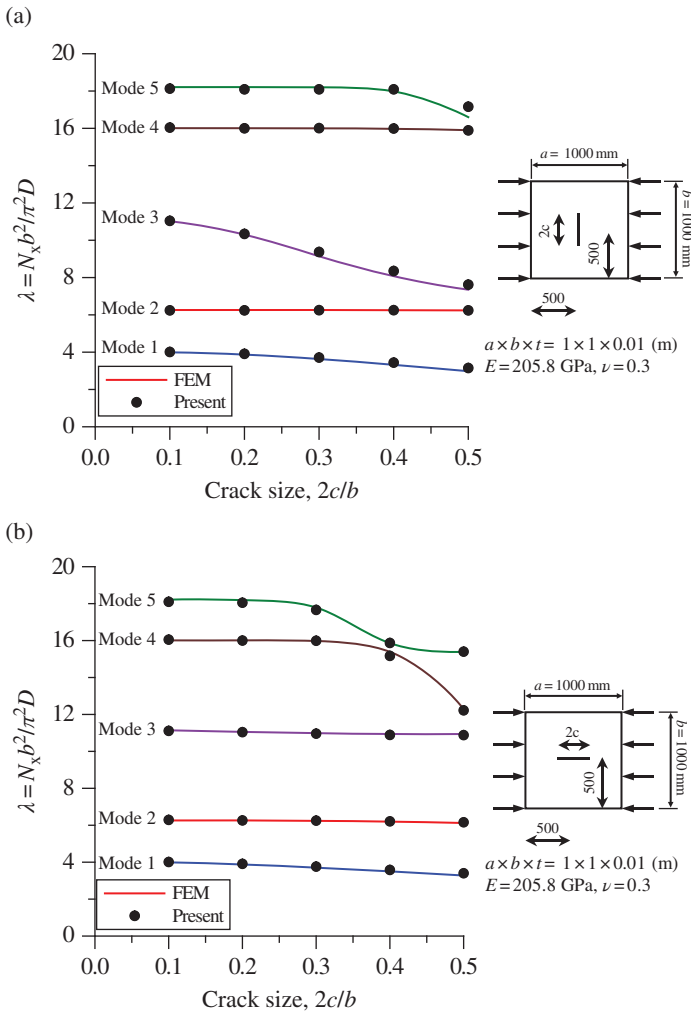 (a)
20
16
12
8
4
0
λ = Nₓb²/π²D
Mode 5
Mode 4
Mode 3
Mode 2
Mode 1
FEM
Present
0.0 0.1 0.2 0.3 0.4 0.5
Crack size, 2c/b
a = 1000 mm
b = 1000 mm
2c
500
500
a × b × t = 1 × 1 × 0.01 (m)
E = 205.8 GPa, ν = 0.3
(b)
20
16
12
8
4
0
λ = Nₓb²/π²D
Mode 5
Mode 4
Mode 3
Mode 2
Mode 1
FEM
Present
0.0 0.1 0.2 0.3 0.4 0.5
Crack size, 2c/b
a = 1000 mm
b = 1000 mm
2c
500
500
a × b × t = 1 × 1 × 0.01 (m)
E = 205.8 GPa, ν = 0.3